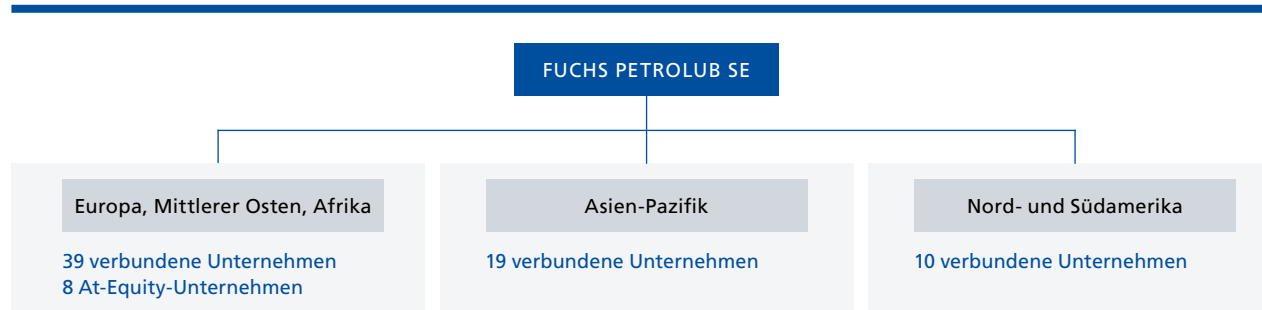 FUCHS PETROLUB SE
Europa, Mittlerer Osten, Afrika
39 verbundene Unternehmen
8 At-Equity-Unternehmen
Asien-Pazifik
19 verbundene Unternehmen
Nord- und Südamerika
10 verbundene Unternehmen